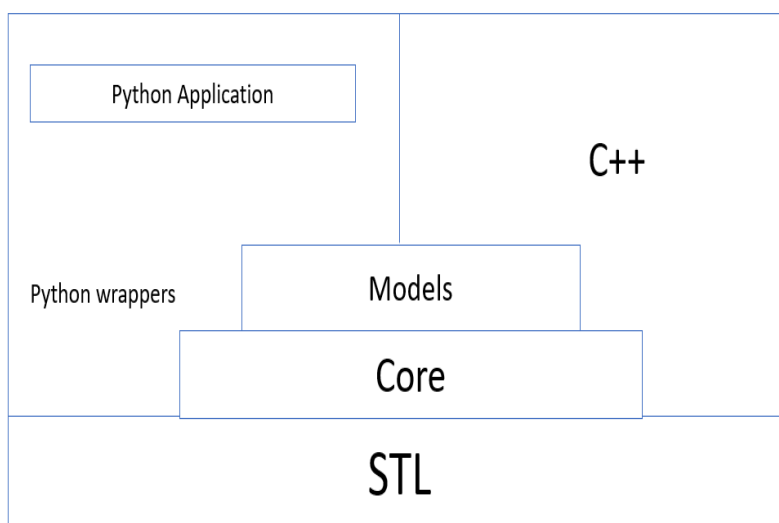 Python Application
C++
Python wrappers
Models
Core
STL